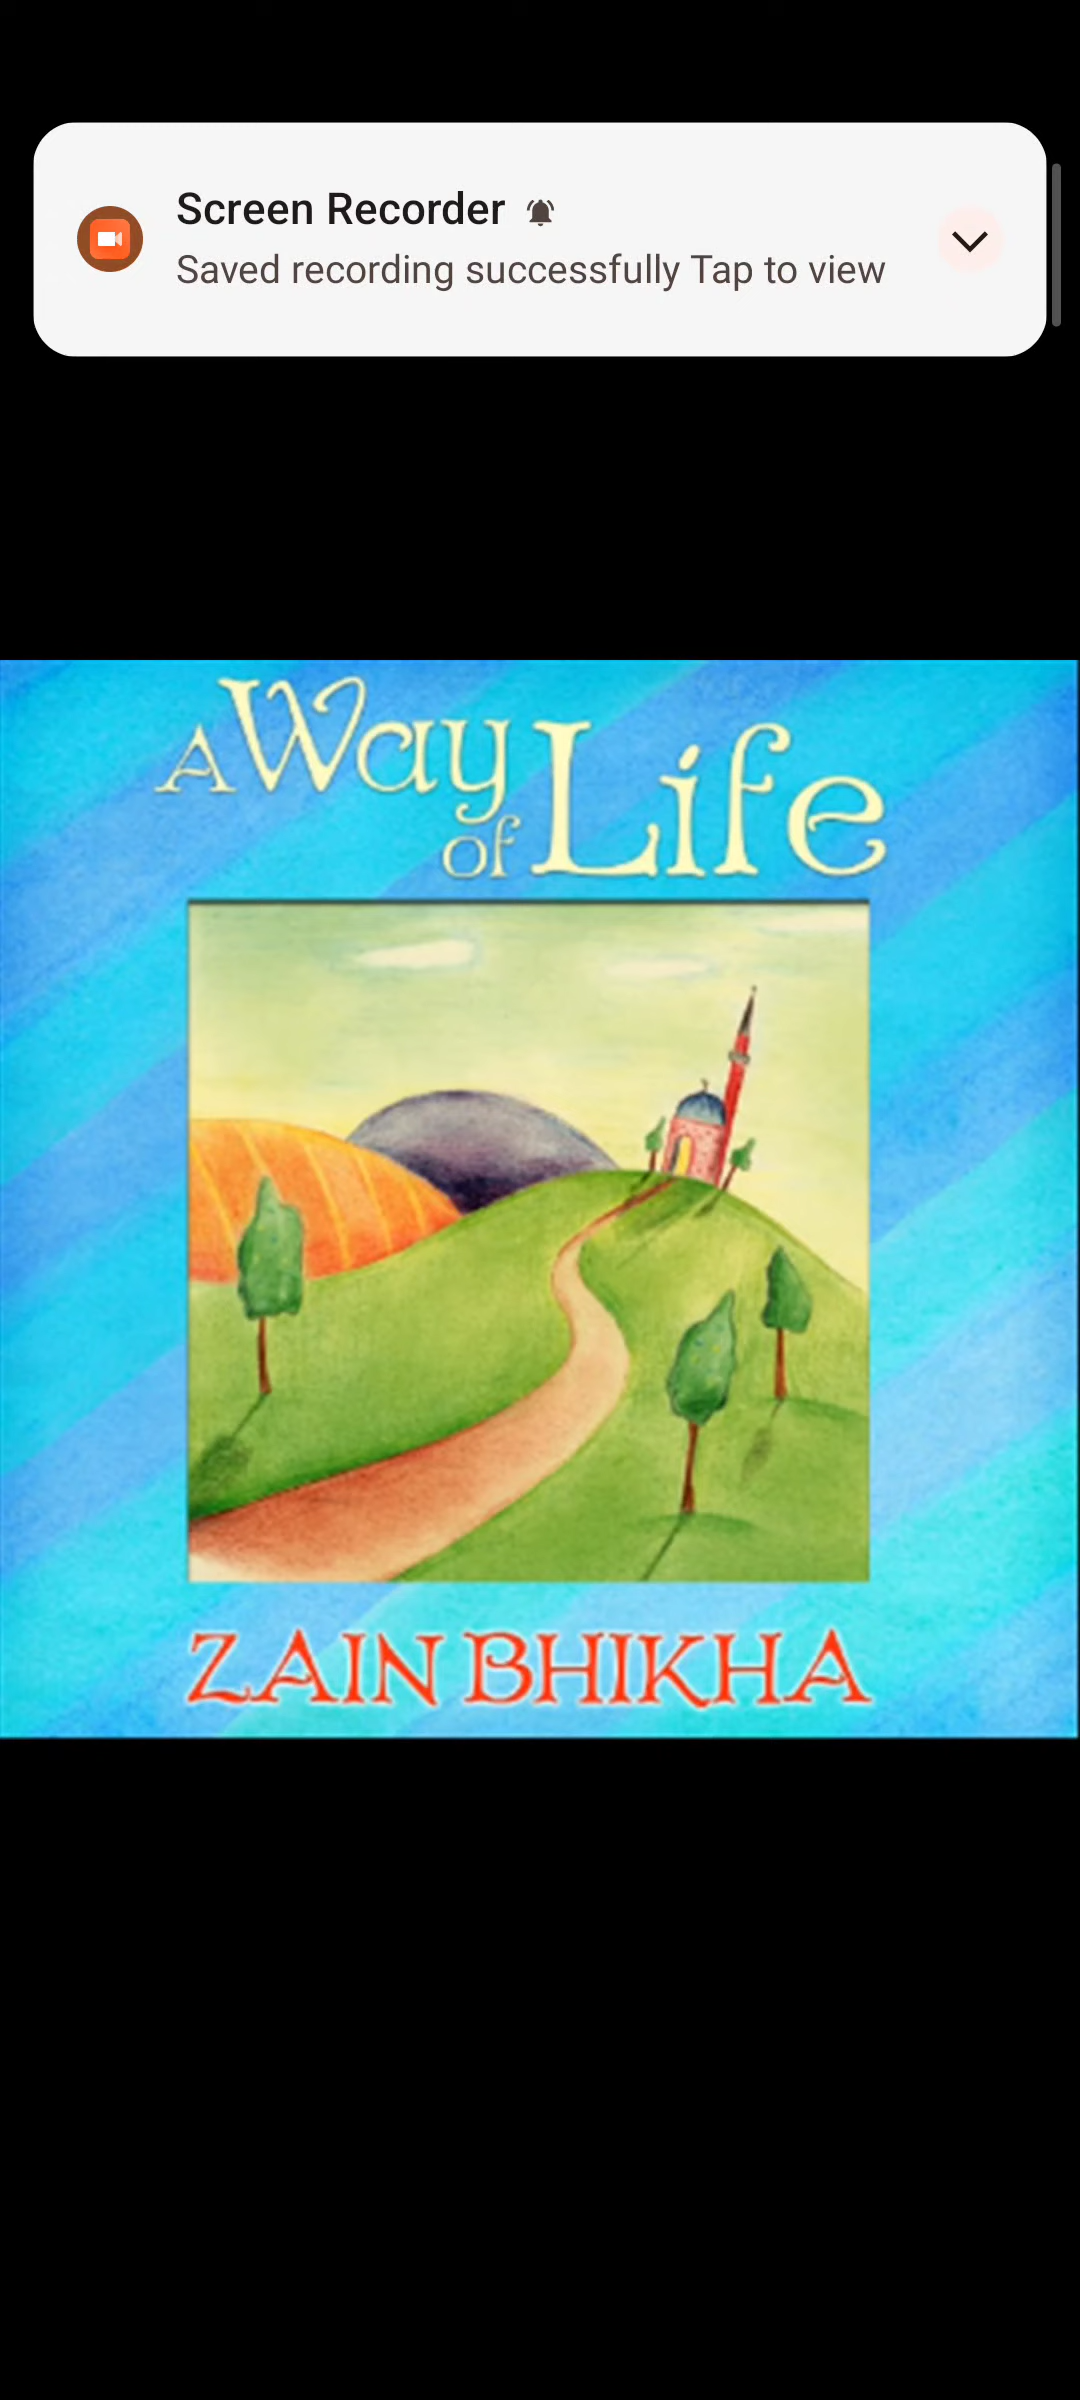 Screen Recorder
Saved recording successfully Tap to view
A Way
of Life
ZAIN BHIKHA